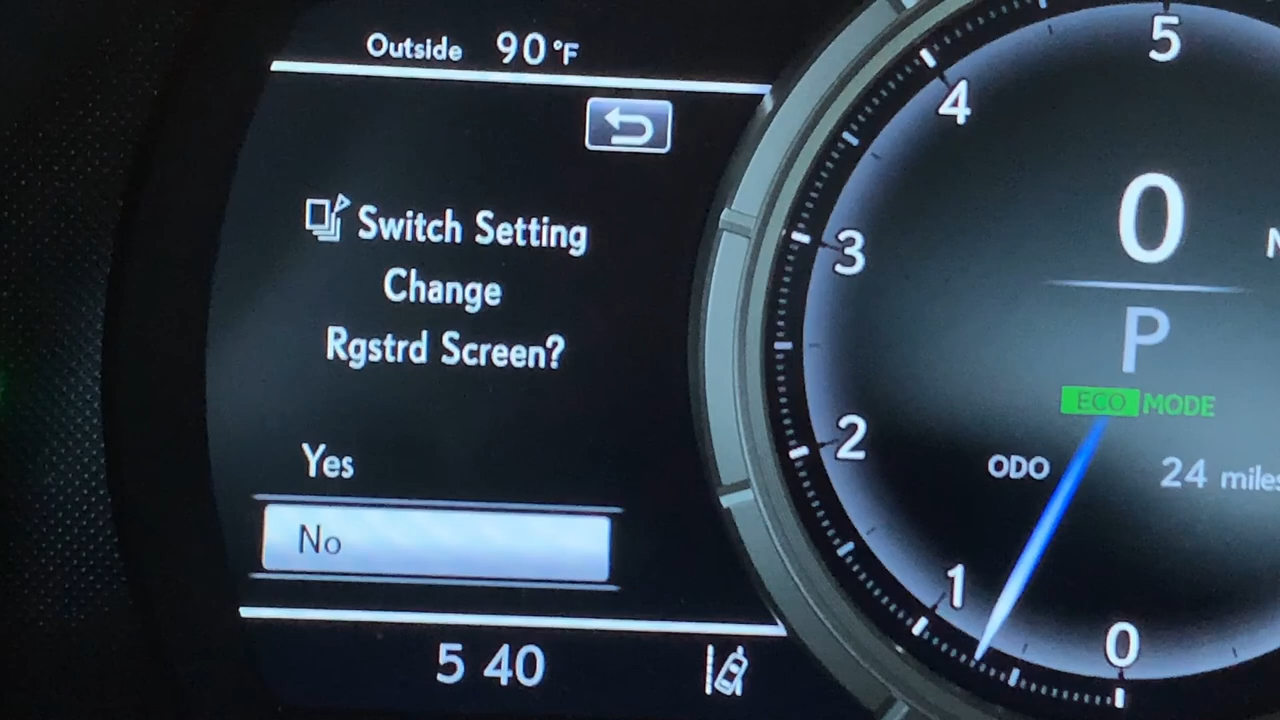 Outside 90°F
Switch Setting
Change
Rgstrd Screen?
Yes
No
5 40
5
4
3
2
1
0
0
P
ECO MODE
ODO 24 miles